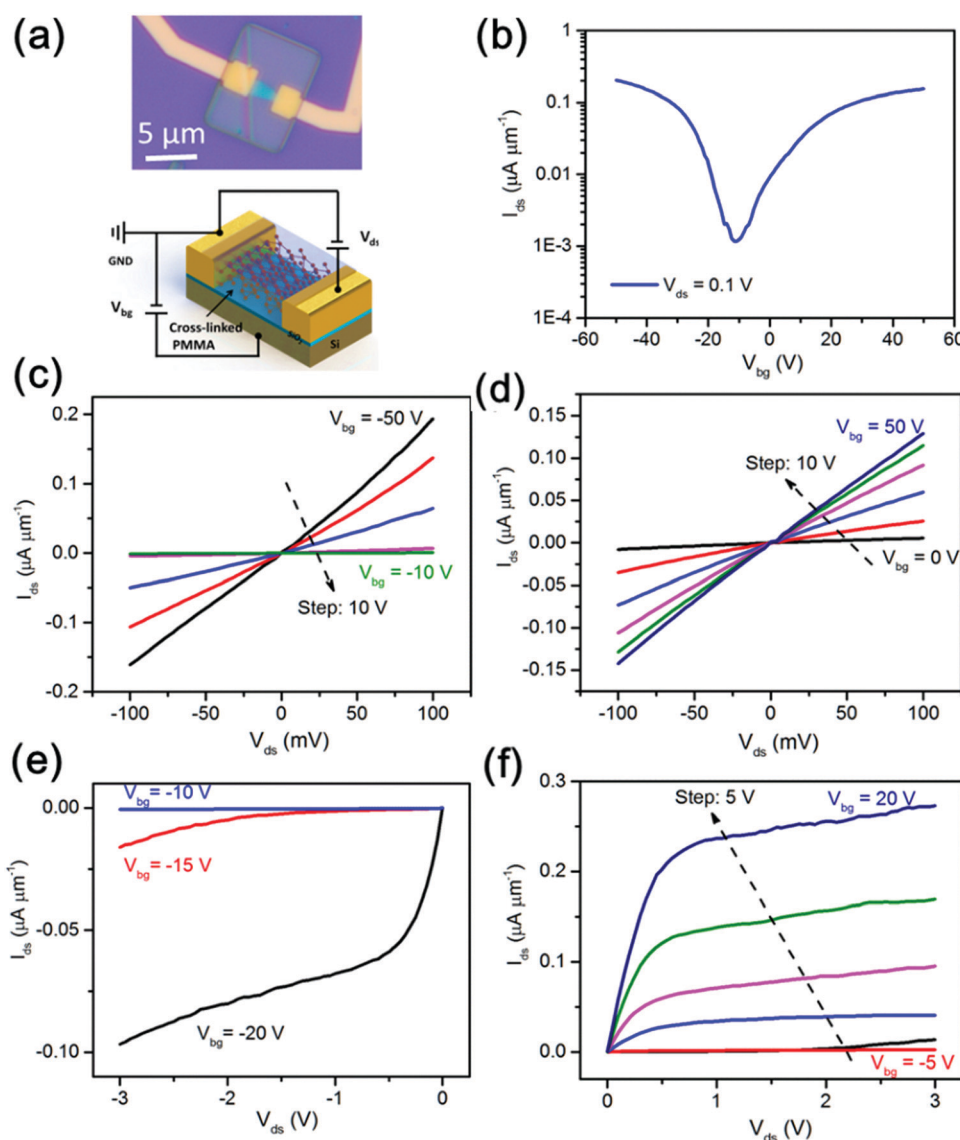 (a)
5 μm
GND
V_bg
V_ds
Cross-linked
PMMA
SiO₂
Si
(b)
I_ds (μA μm⁻¹)
1
0.1
0.01
1E-3
1E-4
V_ds = 0.1 V
-60 -40 -20 0 20 40 60
V_bg (V)
(c)
I_ds (μA μm⁻¹)
0.2
0.1
0.0
-0.1
-0.2
V_bg = -50 V
V_bg = -10 V
Step: 10 V
-100 -50 0 50 100
V_ds (mV)
(d)
I_ds (μA μm⁻¹)
0.15
0.10
0.05
0.00
-0.05
-0.10
-0.15
V_bg = 50 V
Step: 10 V
V_bg = 0 V
-100 -50 0 50 100
V_ds (mV)
(e)
I_ds (μA μm⁻¹)
0.00
-0.05
-0.10
V_bg = -10 V
V_bg = -15 V
V_bg = -20 V
-3 -2 -1 0
V_ds (V)
(f)
I_ds (μA μm⁻¹)
0.3
0.2
0.1
0.0
Step: 5 V
V_bg = 20 V
V_bg = -5 V
0 1 2 3
V_ds (V)